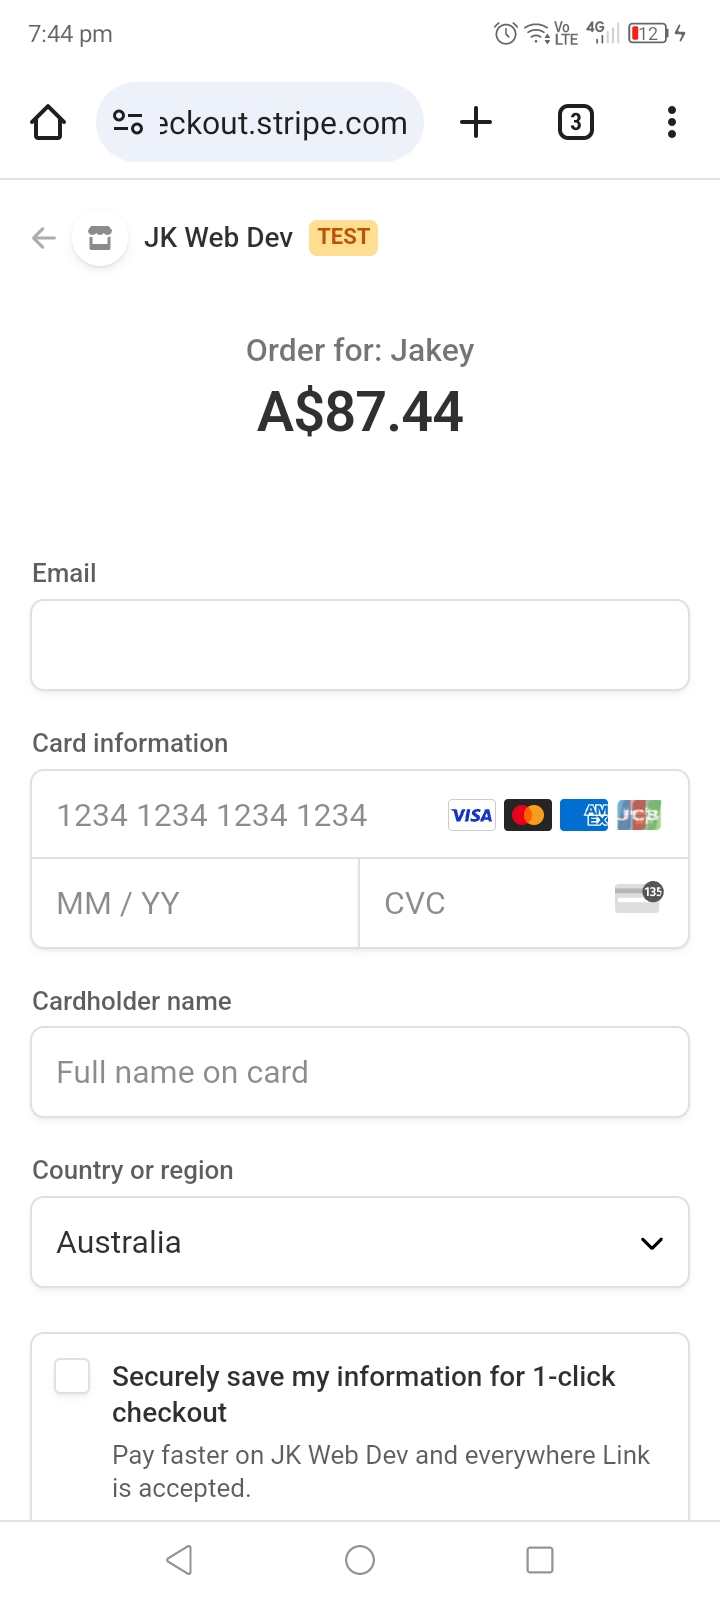 7:44 pm
Vo
LTE
4G
12
eckout.stripe.com
3
JK Web Dev
TEST
Order for: Jakey
A$87.44
Email
Card information
1234 1234 1234 1234
VISA
AM
EX
JCB
MM / YY
CVC
135
Cardholder name
Full name on card
Country or region
Australia
Securely save my information for 1-click
checkout
Pay faster on JK Web Dev and everywhere Link
is accepted.